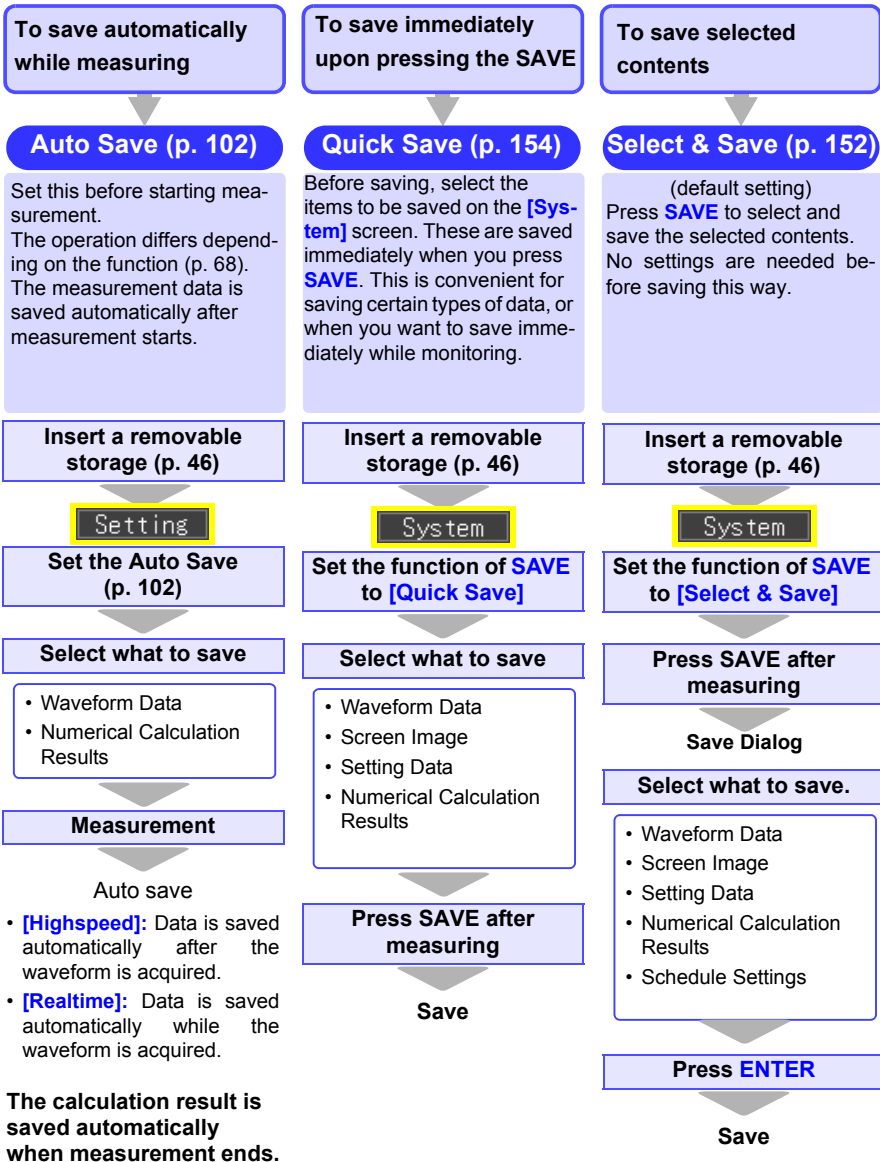 To save automatically
while measuring
Auto Save (p. 102)
Set this before starting mea-
surement.
The operation differs depend-
ing on the function (p. 68).
The measurement data is
saved automatically after
measurement starts.
Insert a removable
storage (p. 46)
Setting
Set the Auto Save
(p. 102)
Select what to save
• Waveform Data
• Numerical Calculation
Results
Measurement
Auto save
• [Highspeed]: Data is saved
automatically after the
waveform is acquired.
• [Realtime]: Data is saved
automatically while the
waveform is acquired.
The calculation result is
saved automatically
when measurement ends.
To save immediately
upon pressing the SAVE
Quick Save (p. 154)
Before saving, select the
items to be saved on the [Sys-
tem] screen. These are saved
immediately when you press
SAVE. This is convenient for
saving certain types of data, or
when you want to save imme-
diately while monitoring.
Insert a removable
storage (p. 46)
System
Set the function of SAVE
to [Quick Save]
Select what to save
• Waveform Data
• Screen Image
• Setting Data
• Numerical Calculation
Results
Press SAVE after
measuring
Save
To save selected
contents
Select & Save (p. 152)
(default setting)
Press SAVE to select and
save the selected contents.
No settings are needed be-
fore saving this way.
Insert a removable
storage (p. 46)
System
Set the function of SAVE
to [Select & Save]
Press SAVE after
measuring
Save Dialog
Select what to save.
• Waveform Data
• Screen Image
• Setting Data
• Numerical Calculation
Results
• Schedule Settings
Press ENTER
Save